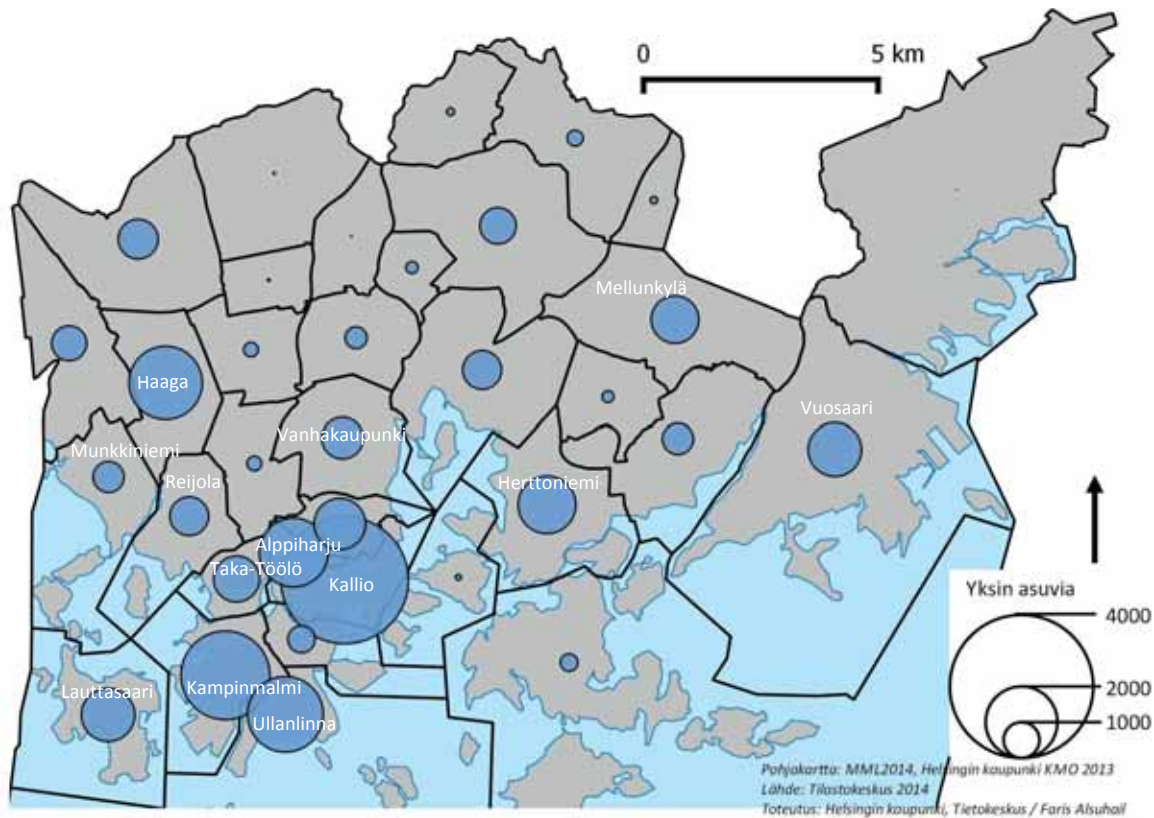 0 5 km
Mellunkylä
Haaga
Vuosaari
Munkkiniemi
Vanhakaupunki
Reijola
Herttoniemi
Alppiharju
Taka-Töölö
Kallio
Yksin asuvia
4000
2000
1000
Lauttasaari
Kampinmalmi
Ullanlinna
Pohjakartta: MML2014, Helsingin kaupunki KMO 2013
Lähde: Tilastokeskus 2014
Toteutus: Helsingin kaupunki, Tietokeskus / Faris Alsuhail